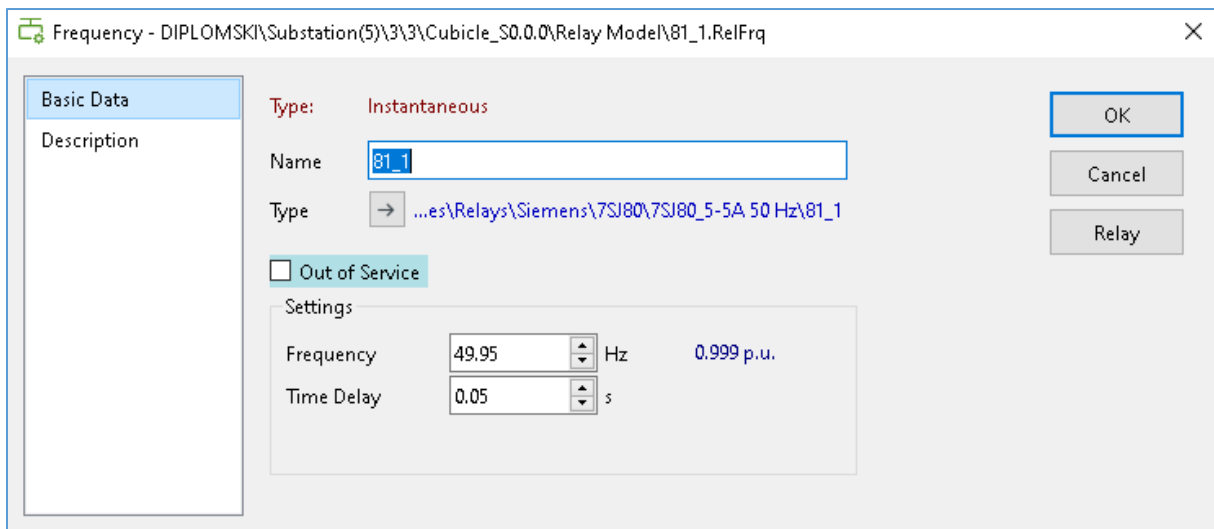 Frequency - DIPLOMSKI\Substation(5)\3\3\Cubicle_S0.0.0\Relay Model\81_1.RelFrq
Basic Data
Description
Type: Instantaneous
Name 81_1
Type ...es\Relays\Siemens\7SJ80\7SJ80_5-5A 50 Hz\81_1
Out of Service
Settings
Frequency 49.95 Hz 0.999 p.u.
Time Delay 0.05 s
OK
Cancel
Relay